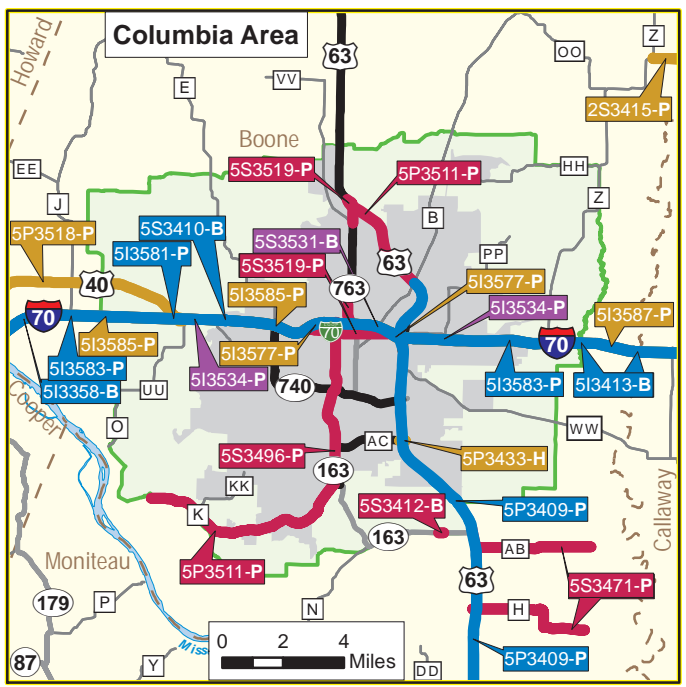 Columbia Area
63
Z
OO
Howard
VV
E
2S3415-P
Boone
5S3519-P
5P3511-P
EE
HH
J
Z
B
5P3518-P
5S3410-B
5S3531-B
5I3581-P
5S3519-P
PP
63
40
763
5I3577-P
5I3585-P
5I3534-P
5I3587-P
70
70
70
5I3585-P
5I3577-P
5I3583-P
5I3534-P
5I3583-P
5I3413-B
5I3358-B
UU
740
Cooper
O
WW
AC
5S3496-P
5P3433-H
163
KK
5S3412-B
5P3409-P
K
163
AB
Callaway
Moniteau
5P3511-P
63
5S3471-P
179
P
N
H
0 2 4
Miles
5P3409-P
87
Y
Misso
DD